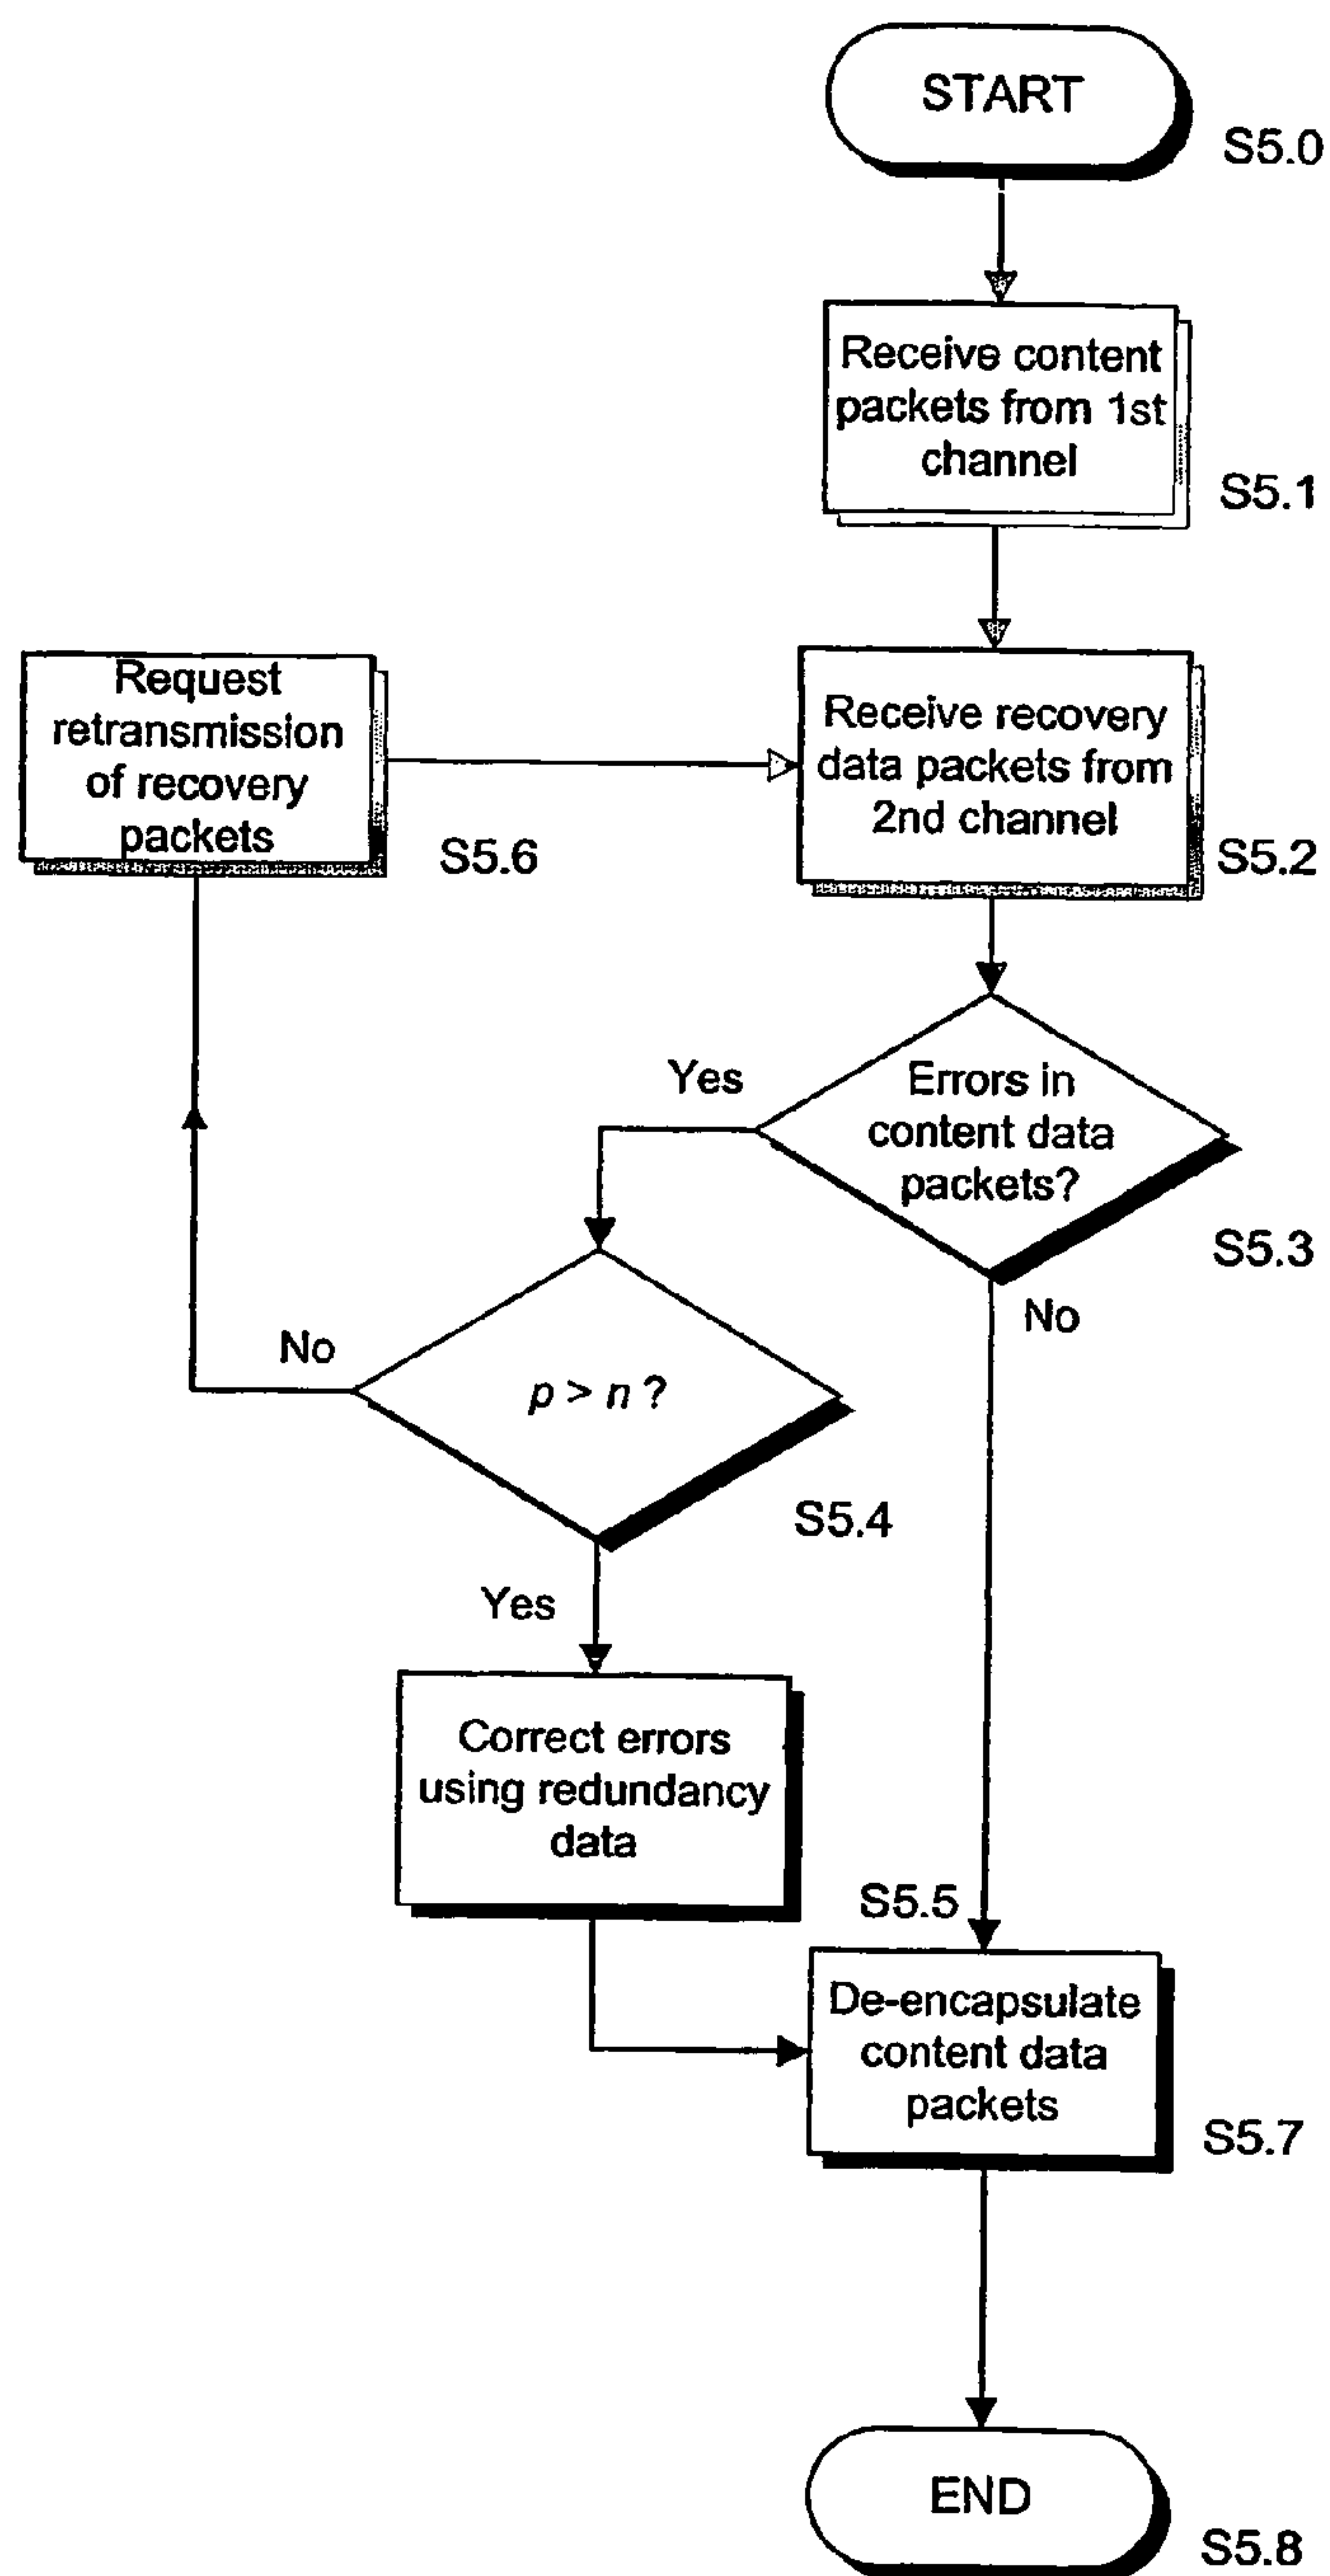 START
S5.0
Receive content
packets from 1st
channel
S5.1
Request
retransmission
of recovery
packets
S5.6
Receive recovery
data packets from
2nd channel
S5.2
Errors in
content data
packets?
Yes
S5.3
No
p > n ?
No
S5.4
Yes
Correct errors
using redundancy
data
S5.5
De-encapsulate
content data
packets
S5.7
END
S5.8